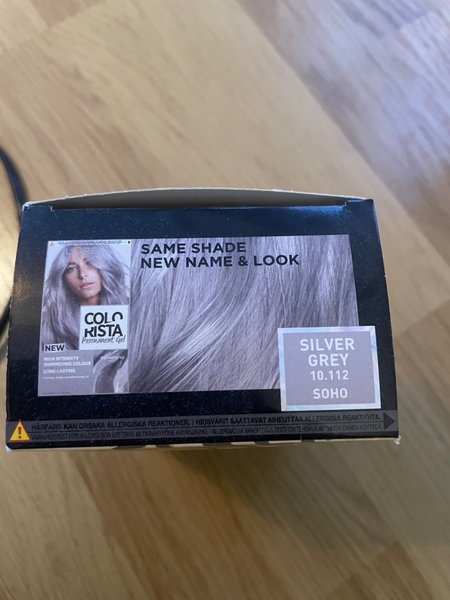 SAME SHADE
NEW NAME & LOOK
COLO
RISTA
Permanent Gel
NEW
HIGH INTENSITY
SHIMMERING COLOUR
LONG LASTING
SILVER
GREY
10.112
SOHO
HÅRFÄRG KAN ORSAKA ALLERGISKA REAKTIONER. / HIUSVÄRIT SAATTAVAT AIHEUTTAA ALLERGISIA REAKTIOITA.